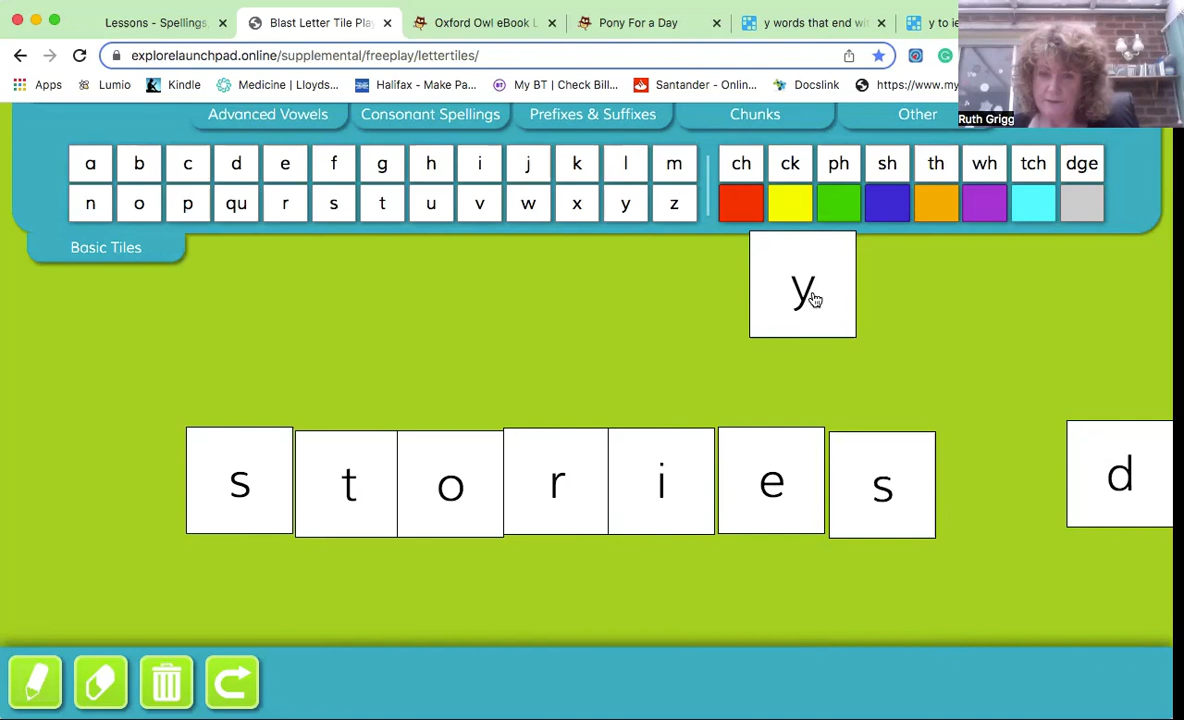 Lessons - Spellings,
Blast Letter Tile Play
Oxford Owl eBook L
Pony For a Day
y words that end with
y to ie
explorelaunchpad.online/supplemental/freeplay/lettertiles/
Apps
Lumio
Kindle
Medicine | Lloyds...
Halifax - Make Pa...
My BT | Check Bill...
Santander - Onlin...
Docslink
https://www.my
Ruth Grigg
Advanced Vowels
Consonant Spellings
Prefixes & Suffixes
Chunks
Other
a b c d e f g h i j k l m
ch ck ph sh th wh tch dge
n o p qu r s t u v w x y z
Basic Tiles
y
s t o r i e s
d